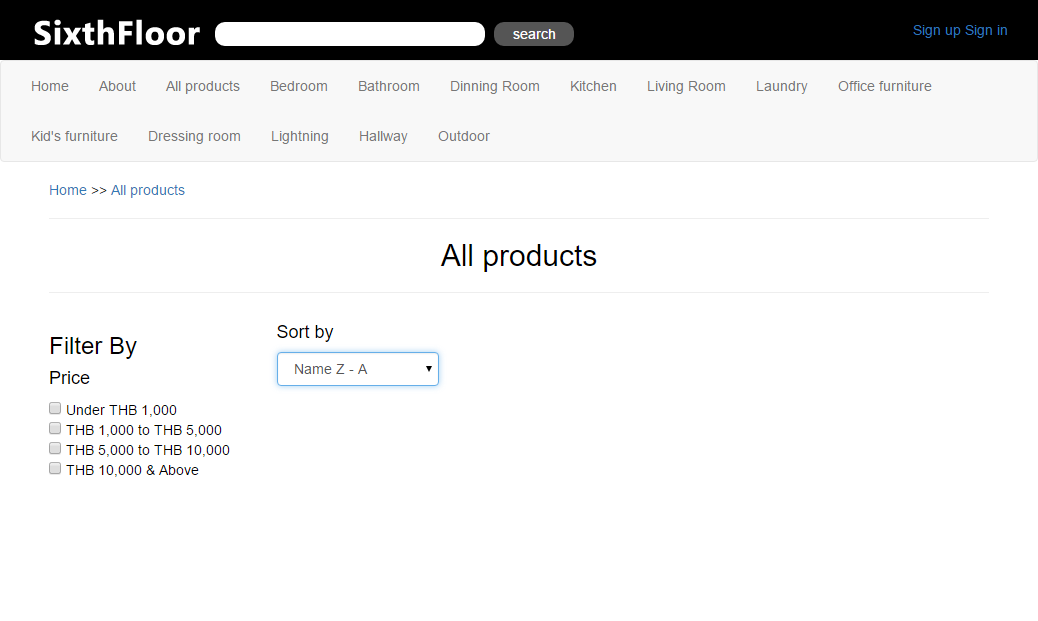 SixthFloor search Sign up Sign in
Home About All products Bedroom Bathroom Dinning Room Kitchen Living Room Laundry Office furniture
Kid's furniture Dressing room Lightning Hallway Outdoor
Home >> All products
All products
Filter By
Price
Under THB 1,000
THB 1,000 to THB 5,000
THB 5,000 to THB 10,000
THB 10,000 & Above
Sort by
Name Z - A